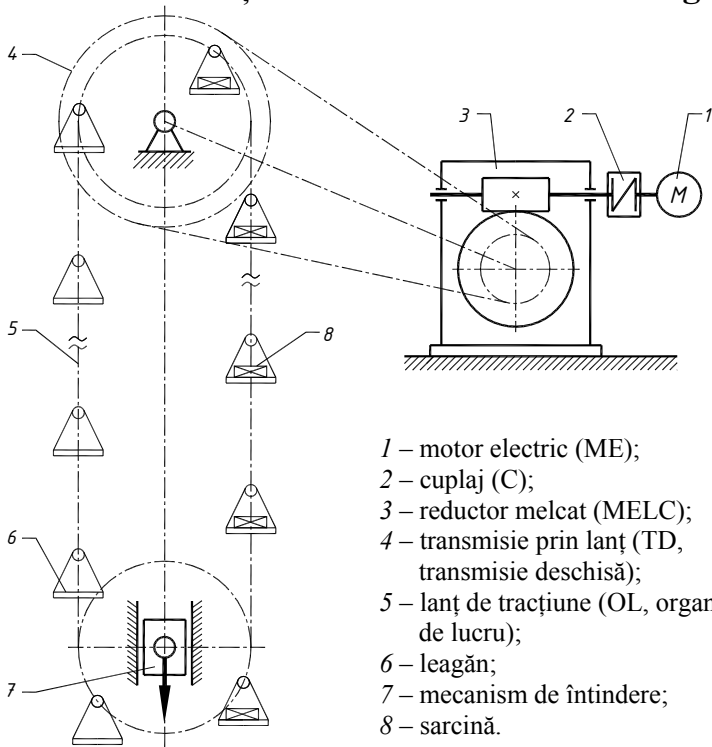 4
3
2
1
M
5
8
6
7
1 – motor electric (ME);
2 – cuplaj (C);
3 – reductor melcat (MELC);
4 – transmisie prin lanț (TD,
transmisie deschisă);
5 – lanț de tracțiune (OL, organ
de lucru);
6 – leagăn;
7 – mecanism de întindere;
8 – sarcină.